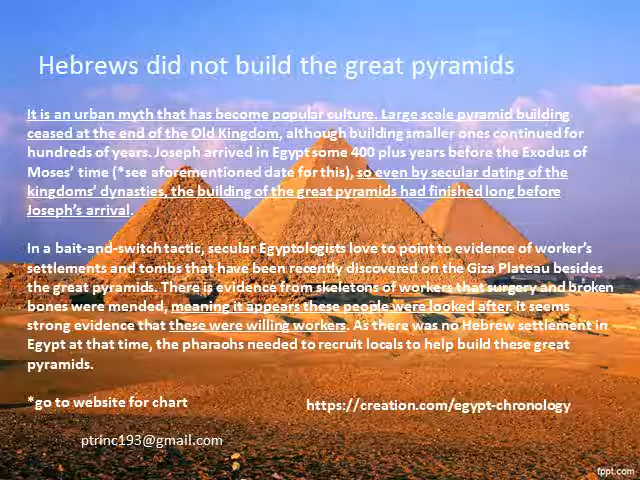 Hebrews did not build the great pyramids
It is an urban myth that has become popular culture. Large scale pyramid building
ceased at the end of the Old Kingdom, although building smaller ones continued for
hundreds of years. Joseph arrived in Egypt some 400 plus years before the Exodus of
Moses' time (*see aforementioned date for this), so even by secular dating of the
kingdoms' dynasties, the building of the great pyramids had finished long before
Joseph's arrival.
In a bait-and-switch tactic, secular Egyptologists love to point to evidence of worker's
settlements and tombs that have been recently discovered on the Giza Plateau besides
the great pyramids. There is evidence from skeletons of workers that surgery and broken
bones were mended, meaning it appears these people were looked after. It seems
strong evidence that these were willing workers. As there was no Hebrew settlement in
Egypt at that time, the pharaohs needed to recruit locals to help build these great
pyramids.
*go to website for chart
https://creation.com/egypt-chronology
ptrinc193@gmail.com
fppt.com